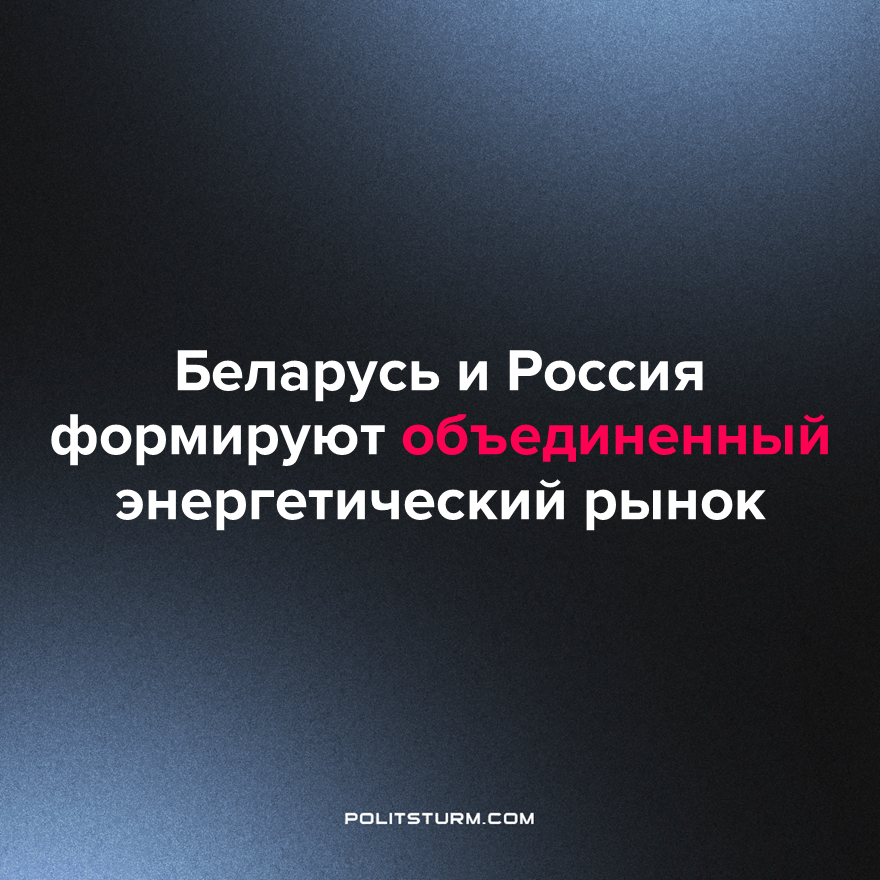 Беларусь и Россия
формируют объединенный
энергетический рынок
POLITSTURM.COM